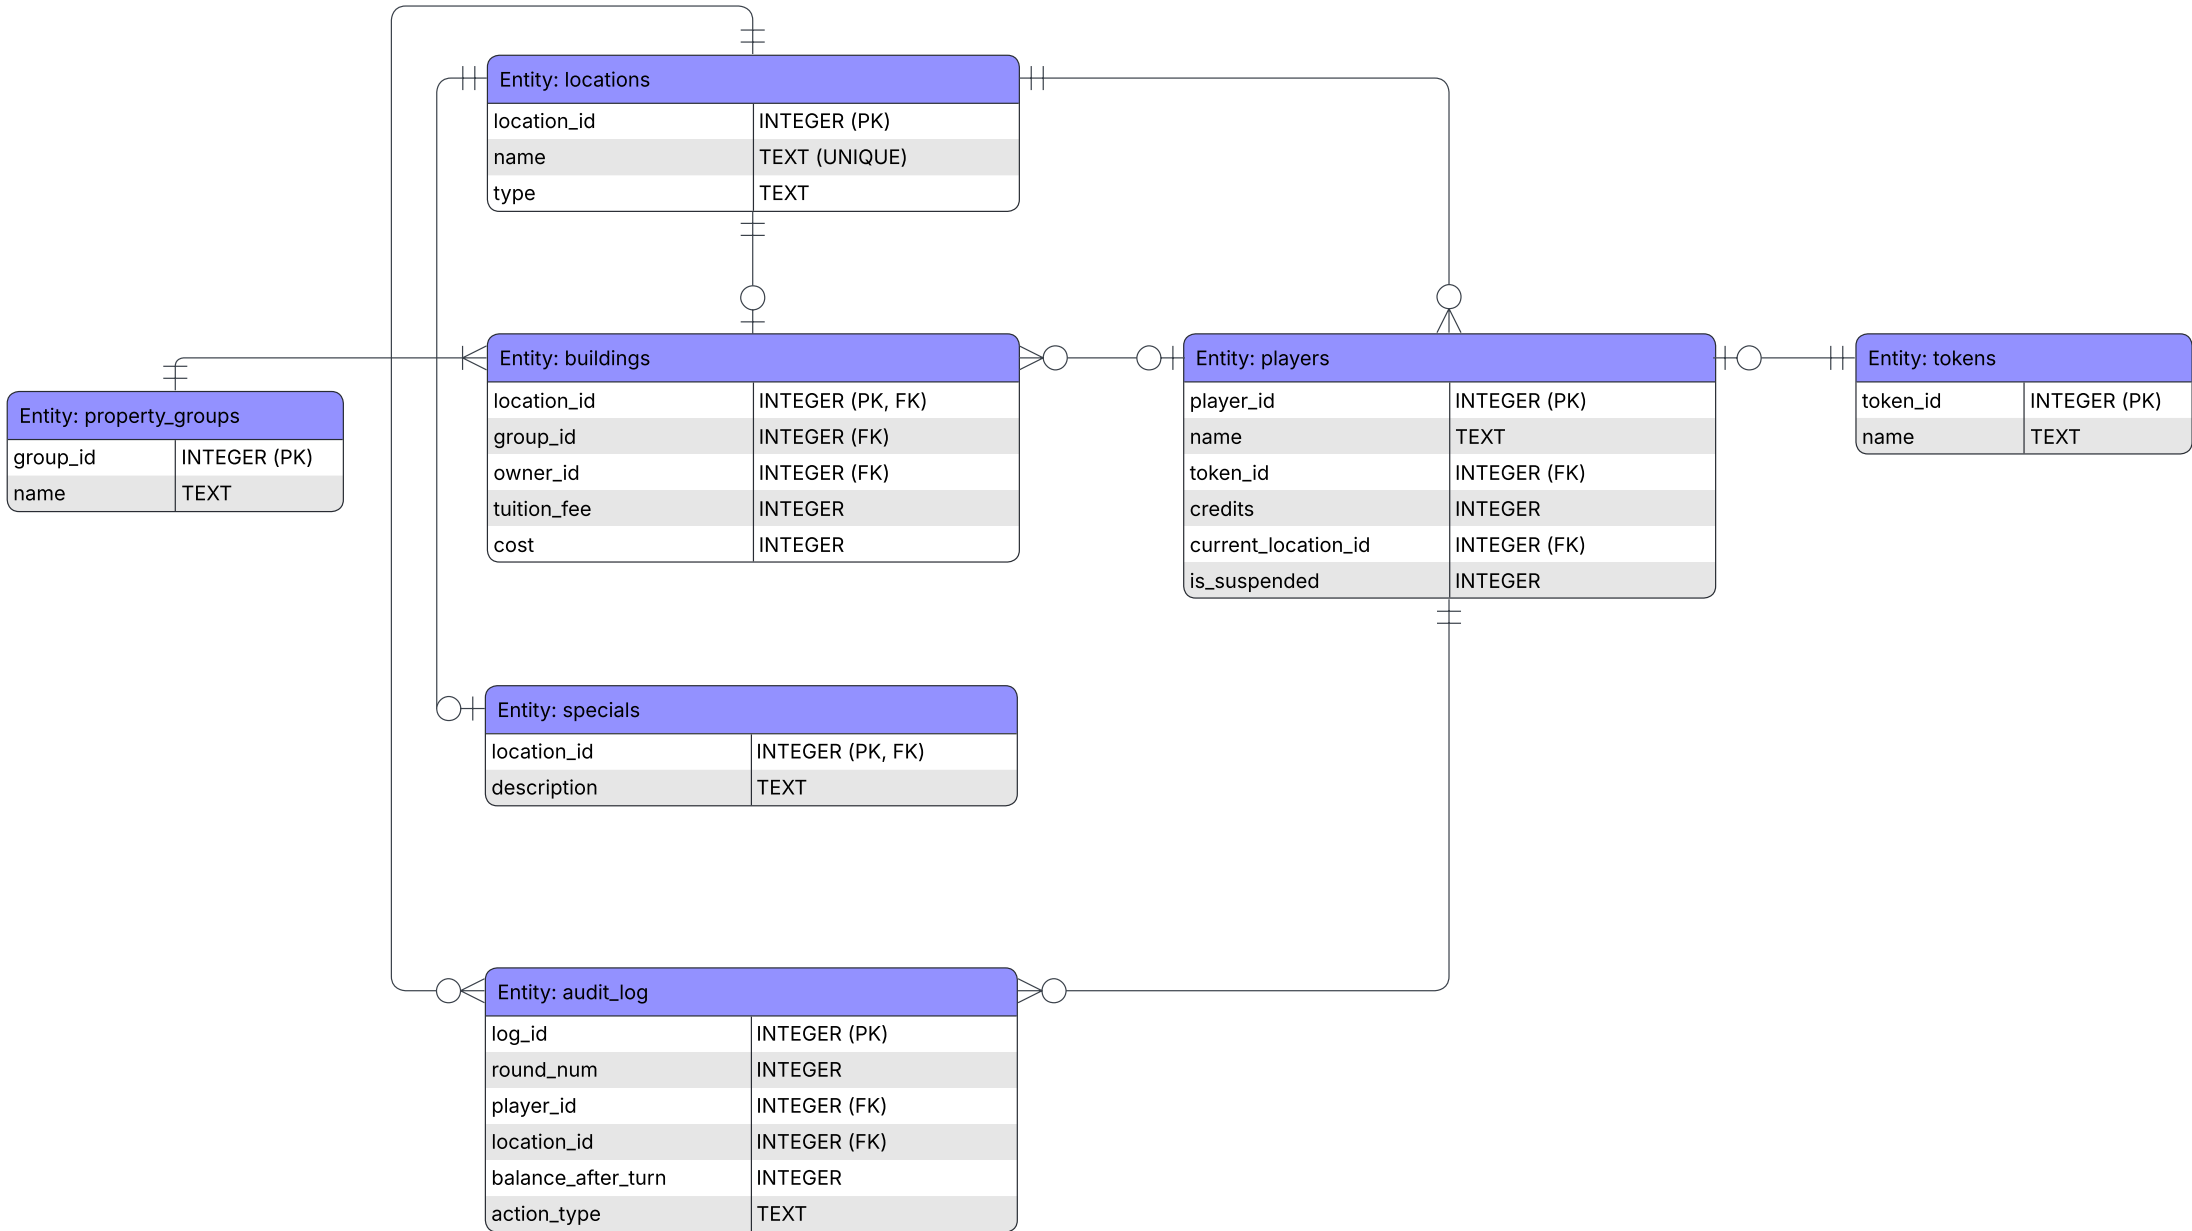 Entity: locations
location_id INTEGER (PK)
name TEXT (UNIQUE)
type TEXT
Entity: property_groups
group_id INTEGER (PK)
name TEXT
Entity: buildings
location_id INTEGER (PK, FK)
group_id INTEGER (FK)
owner_id INTEGER (FK)
tuition_fee INTEGER
cost INTEGER
Entity: players
player_id INTEGER (PK)
name TEXT
token_id INTEGER (FK)
credits INTEGER
current_location_id INTEGER (FK)
is_suspended INTEGER
Entity: tokens
token_id INTEGER (PK)
name TEXT
Entity: specials
location_id INTEGER (PK, FK)
description TEXT
Entity: audit_log
log_id INTEGER (PK)
round_num INTEGER
player_id INTEGER (FK)
location_id INTEGER (FK)
balance_after_turn INTEGER
action_type TEXT